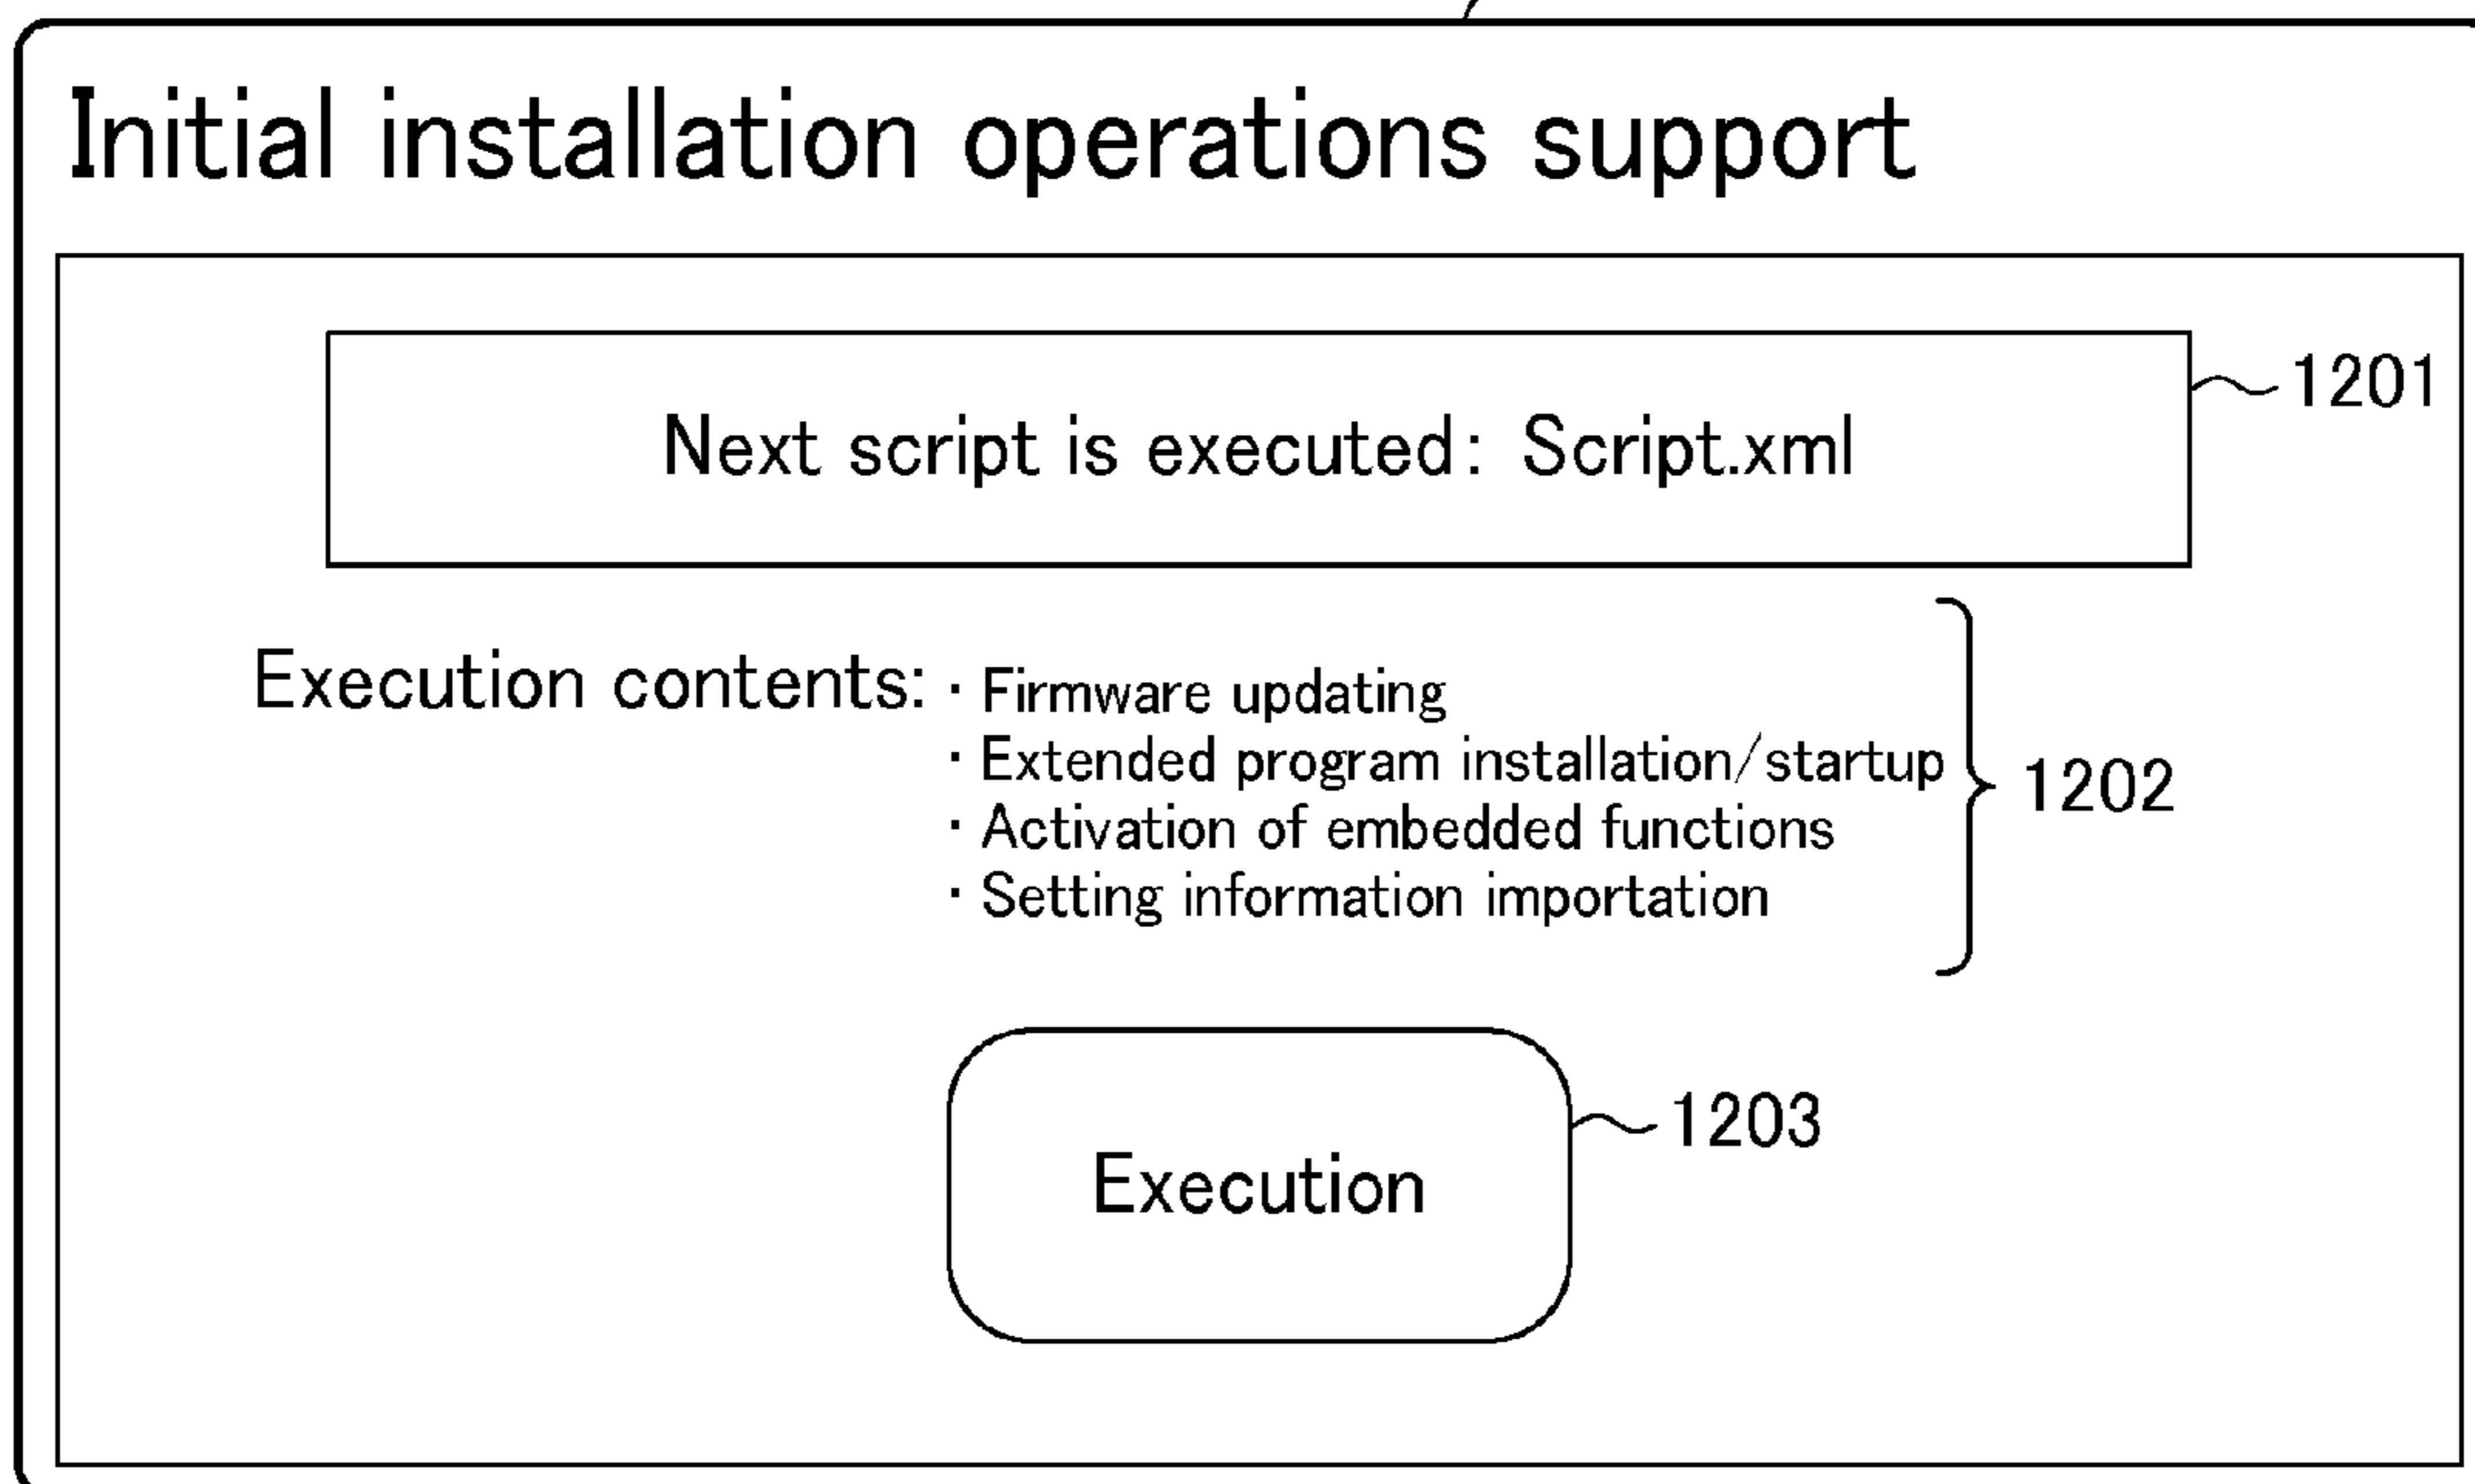 Initial installation operations support
Next script is executed: Script.xml
1201
Execution contents: · Firmware updating
· Extended program installation/startup
· Activation of embedded functions
· Setting information importation
1202
Execution
1203